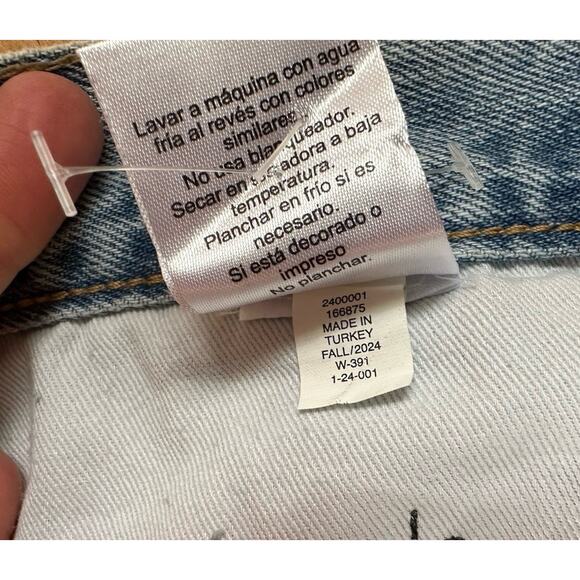 Lavar a máquina con agua
fría al revés con colores
similares.
No usa blanqueador.
Secar en secadora a baja
temperatura.
Planchar en frío si es
necesario.
Si está decorado o
impreso
No planchar.
2400001
166875
MADE IN
TURKEY
FALL/2024
W-391
1-24-001